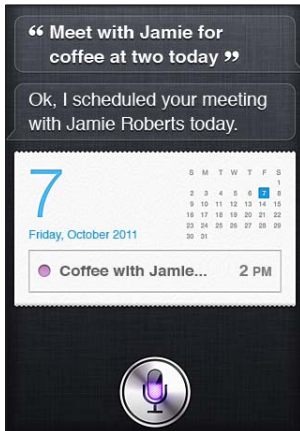 “ Meet with Jamie for
coffee at two today ”
Ok, I scheduled your meeting
with Jamie Roberts today.
7
Friday, October 2011
S M T W T F S
1
2 3 4 5 6 7 8
9 10 11 12 13 14 15
16 17 18 19 20 21 22
23 24 25 26 27 28 29
30 31
Coffee with Jamie... 2 PM